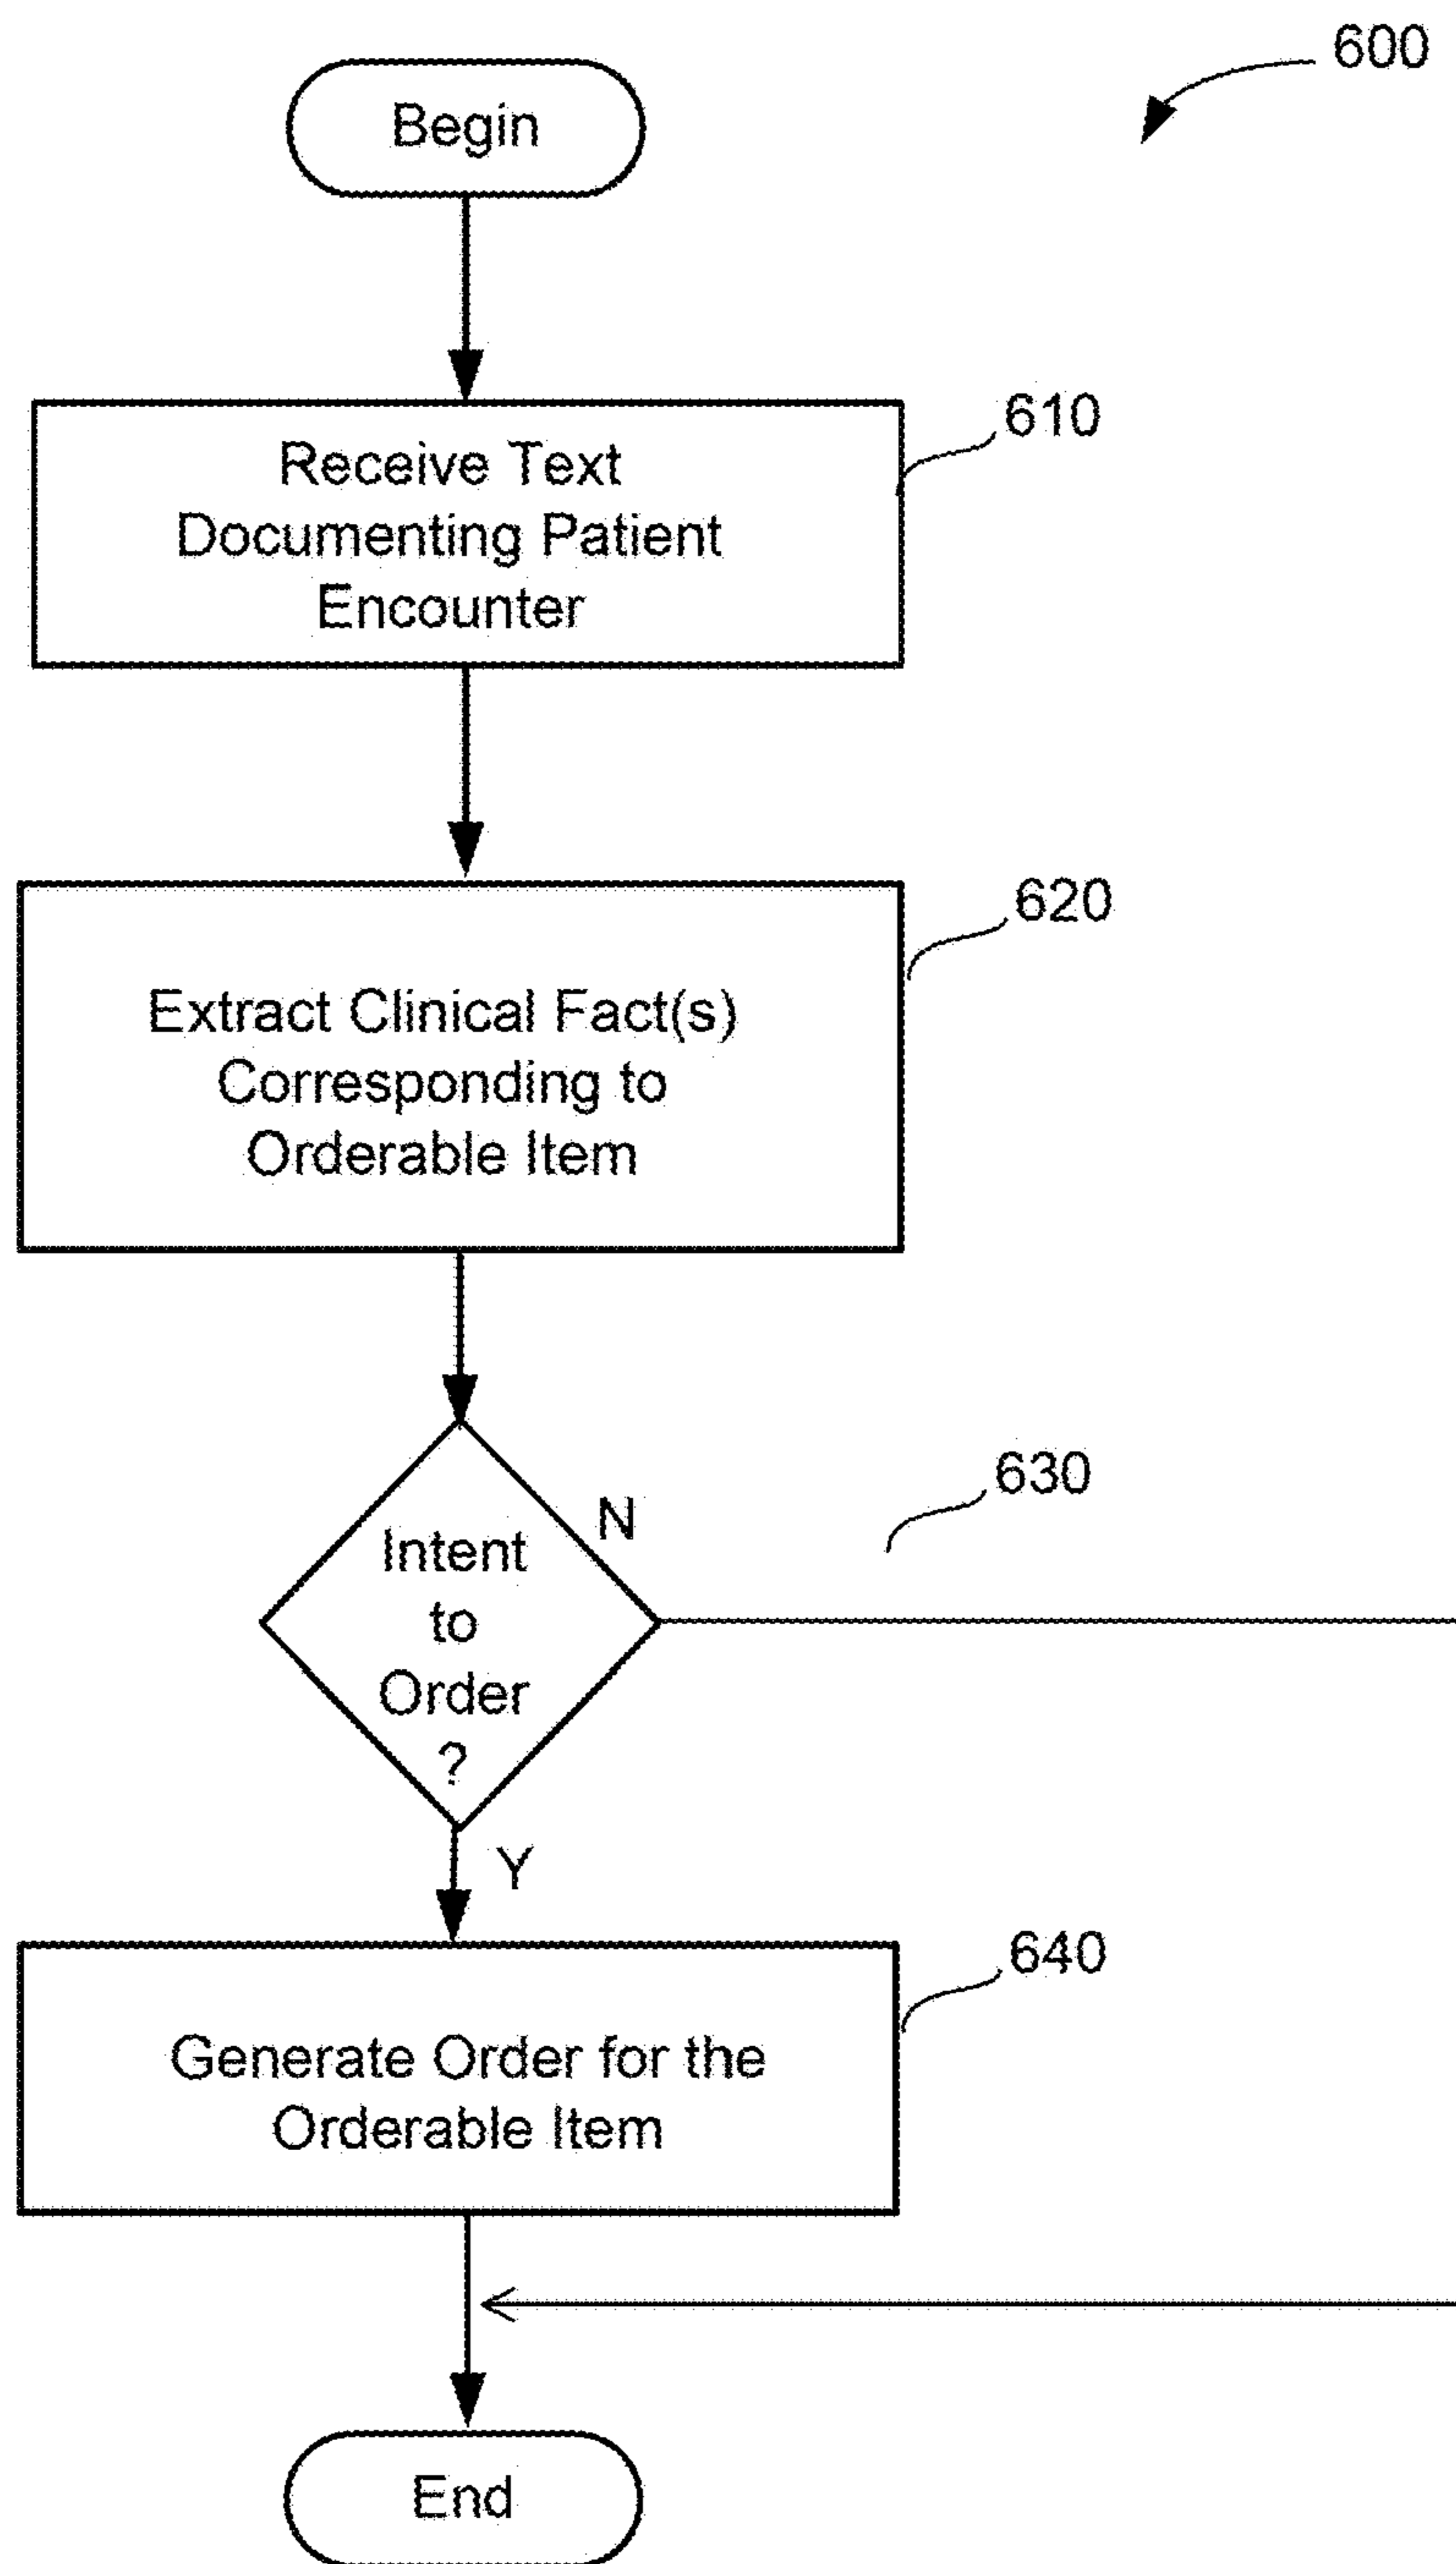 600
Begin
610
Receive Text
Documenting Patient
Encounter
620
Extract Clinical Fact(s)
Corresponding to
Orderable Item
630
N
Intent
to
Order
?
Y
640
Generate Order for the
Orderable Item
End